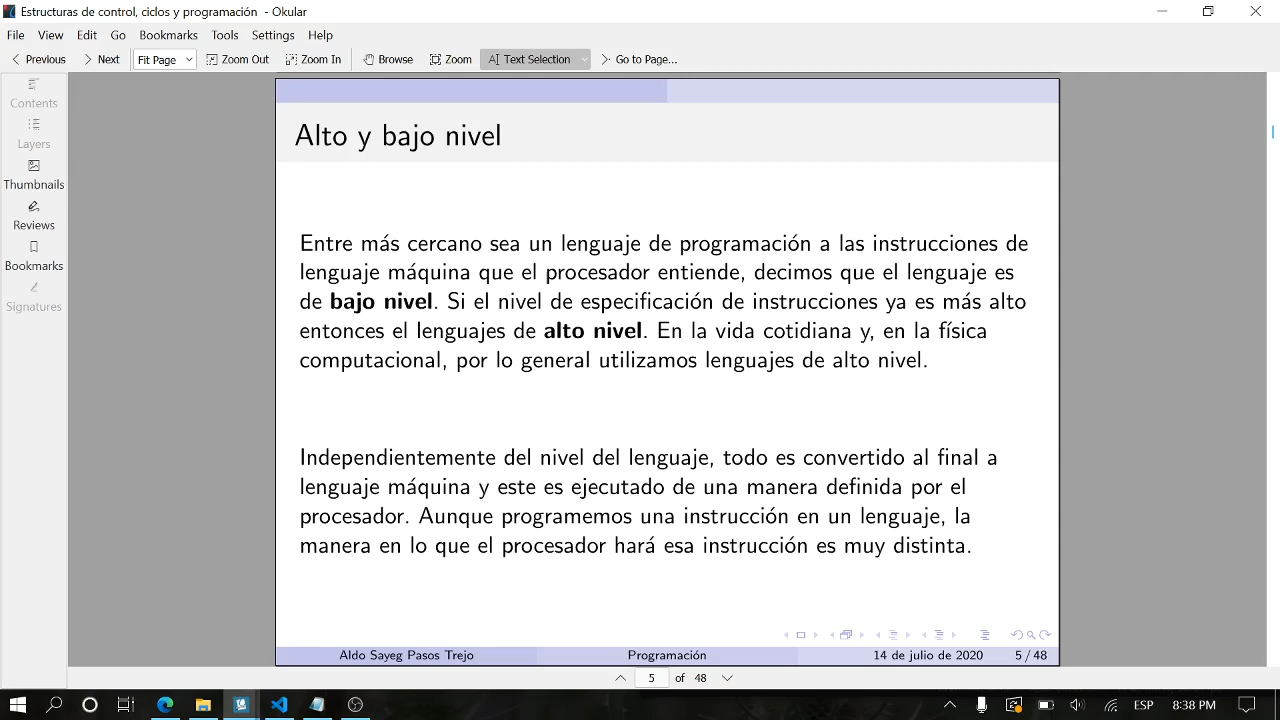 Estructuras de control, ciclos y programación - Okular
File View Edit Go Bookmarks Tools Settings Help
Previous Next Fit Page Zoom Out Zoom In Browse Zoom Text Selection Go to Page...
Contents
Layers
Thumbnails
Reviews
Bookmarks
Signatures
Alto y bajo nivel
Entre más cercano sea un lenguaje de programación a las instrucciones de
lenguaje máquina que el procesador entiende, decimos que el lenguaje es
de bajo nivel. Si el nivel de especificación de instrucciones ya es más alto
entonces el lenguajes de alto nivel. En la vida cotidiana y, en la física
computacional, por lo general utilizamos lenguajes de alto nivel.
Independientemente del nivel del lenguaje, todo es convertido al final a
lenguaje máquina y este es ejecutado de una manera definida por el
procesador. Aunque programemos una instrucción en un lenguaje, la
manera en lo que el procesador hará esa instrucción es muy distinta.
Aldo Sayeg Pasos Trejo Programación 14 de julio de 2020 5 / 48
5 of 48
ESP 8:38 PM